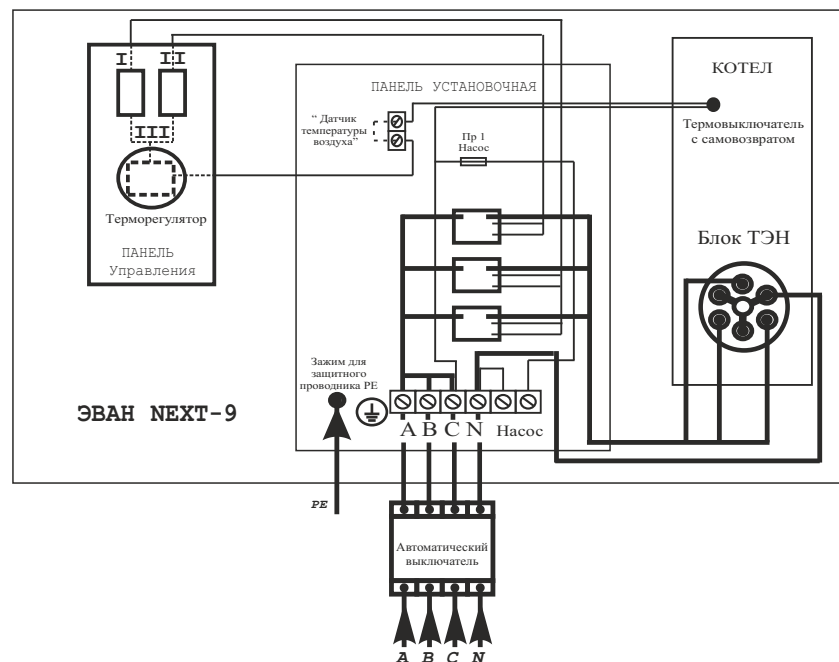 I II
III
Терморегулятор
ПАНЕЛЬ
Управления
ПАНЕЛЬ УСТАНОВОЧНАЯ
“ Датчик
температуры
воздуха”
Пр 1
Насос
КОТЕЛ
Термовыключатель
с самовозвратом
Блок ТЭН
Зажим для
защитного
проводника РЕ
ЭВАН NEXT-9
A B C N Насос
PE
Автоматический
выключатель
A B C N